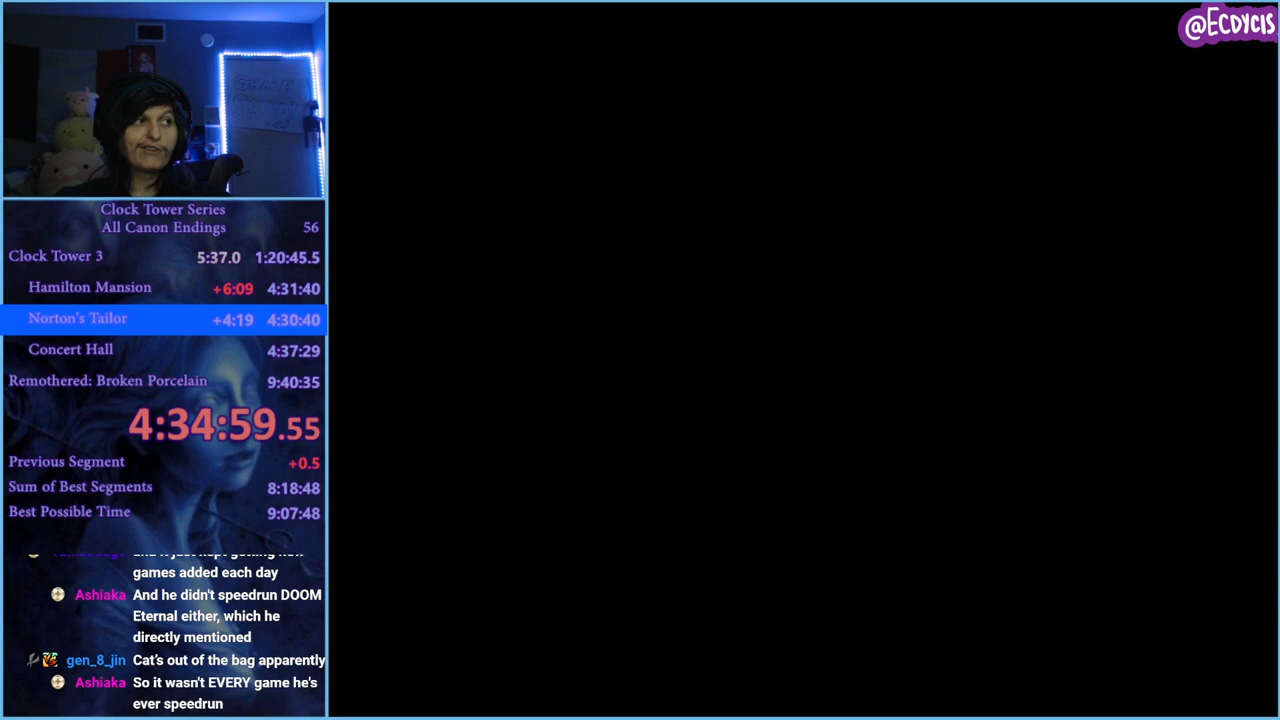 @ECDYCIS
Clock Tower Series
All Canon Endings 56
Clock Tower 3 5:37.0 1:20:45.5
Hamilton Mansion +6:09 4:31:40
Norton's Tailor +4:19 4:30:40
Concert Hall 4:37:29
Remothered: Broken Porcelain 9:40:35
4:34:59.55
Previous Segment +0.5
Sum of Best Segments 8:18:48
Best Possible Time 9:07:48
games added each day
Ashiaka And he didn't speedrun DOOM
Eternal either, which he
directly mentioned
gen_8_jin Cat's out of the bag apparently
Ashiaka So it wasn't EVERY game he's
ever speedrun